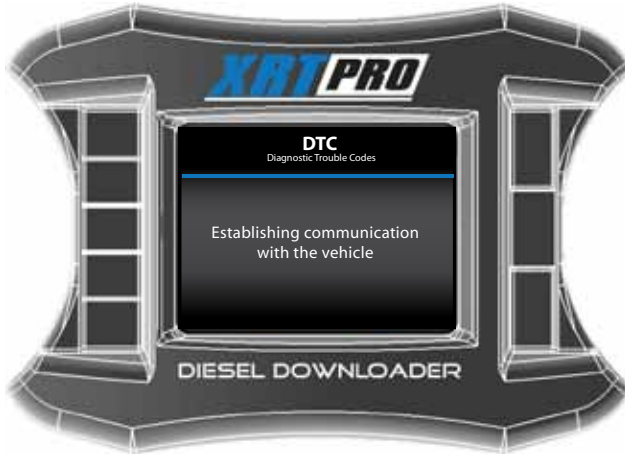 XRT PRO
DTC
Diagnostic Trouble Codes
Establishing communication
with the vehicle
DIESEL DOWNLOADER